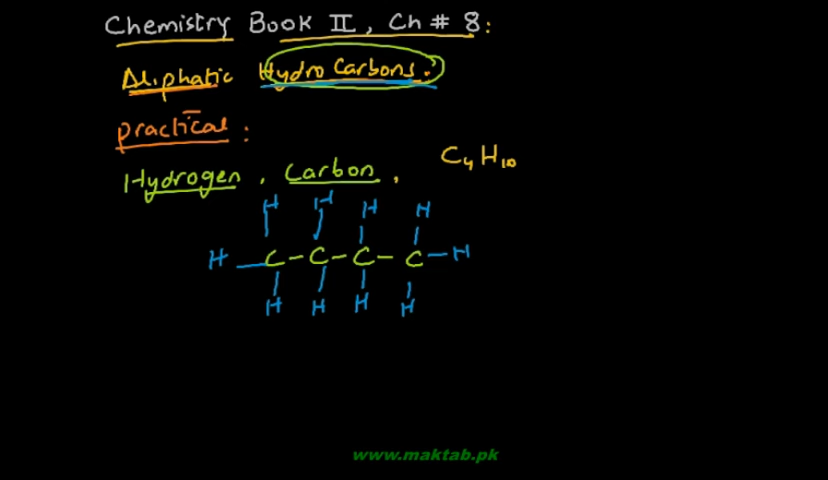 Chemistry Book II, Ch # 8:
Aliphatic Hydro Carbons:
practical:
Hydrogen, Carbon, C₄H₁₀
H H H H
H — C — C — C — C — H
H H H H
www.maktab.pk